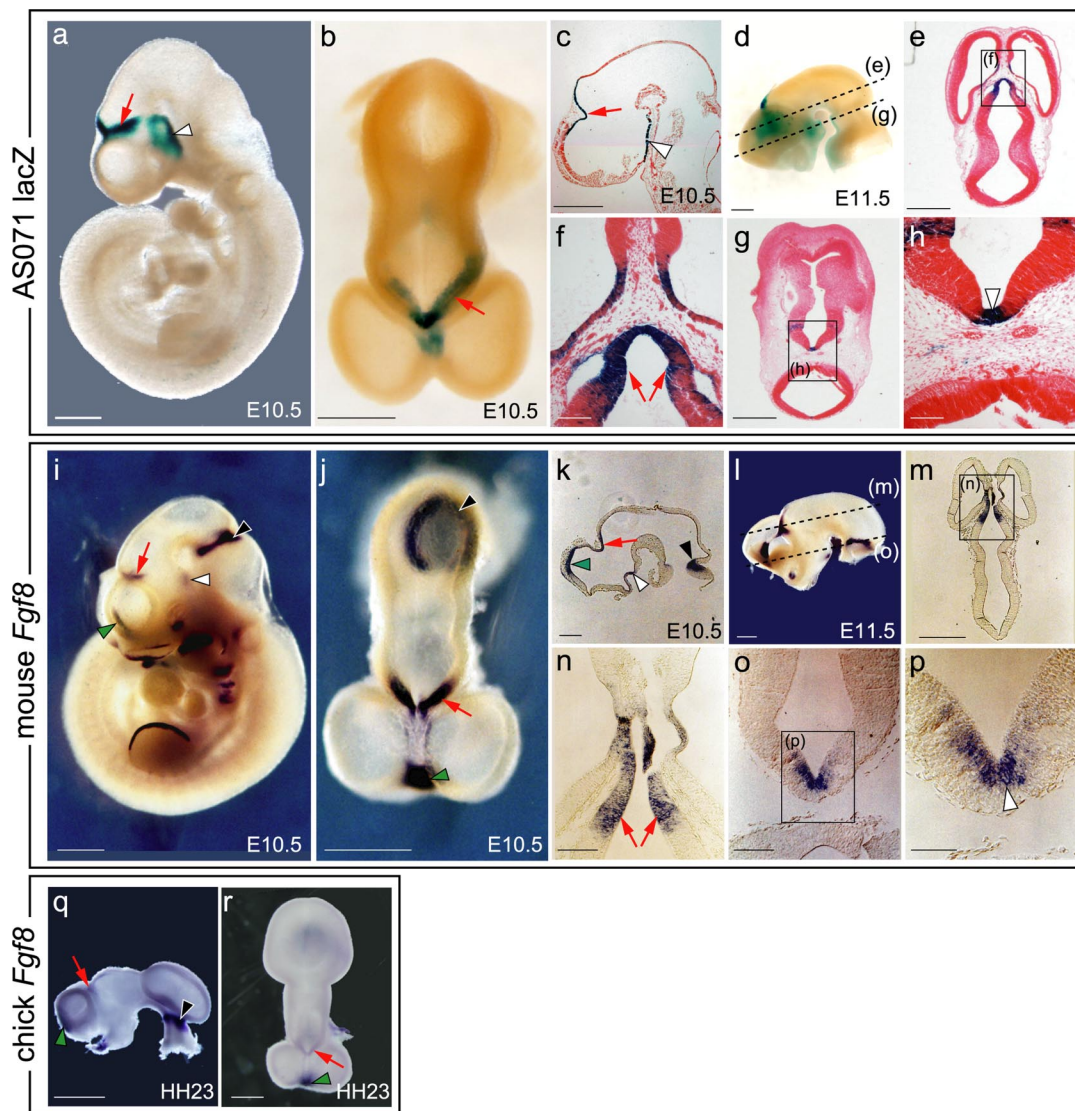 AS071 lacZ
a
E10.5
b
E10.5
c
E10.5
d
(e)
(g)
E11.5
e
(f)
f
g
(h)
h
mouse Fgf8
i
E10.5
j
E10.5
k
E10.5
l
(m)
(o)
E11.5
m
(n)
n
o
(p)
p
chick Fgf8
q
HH23
r
HH23